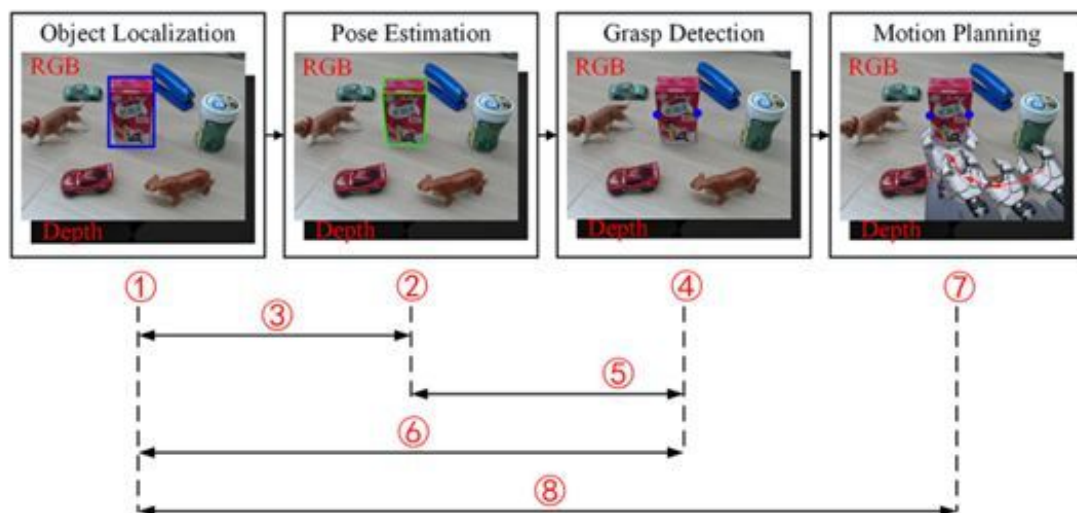 Object Localization
Pose Estimation
Grasp Detection
Motion Planning
RGB
RGB
RGB
RGB
Depth
Depth
Depth
Depth
①
②
④
⑦
③
⑤
⑥
⑧